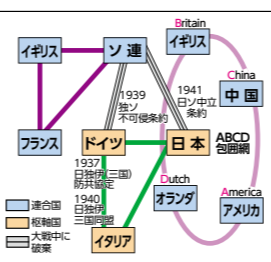 Britain
イギリス
ソ連
イギリス
China
中国
1939
独ソ
不可侵条約
1941
日ソ中立
条約
フランス
ドイツ
日本
ABCD
包囲網
1937
日独伊(三国)
防共協定
1940
日独伊
三国同盟
Dutch
オランダ
America
アメリカ
イタリア
連合国
枢軸国
大戦中に
破棄